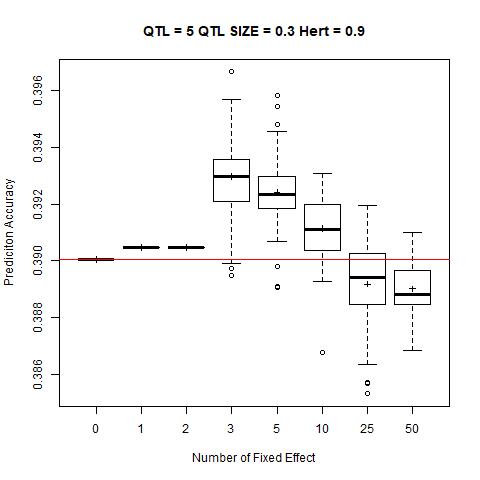 QTL = 5 QTL SIZE = 0.3 Hert = 0.9
Prediciton Accuracy
0.396
0.394
0.392
0.390
0.388
0.386
0 1 2 3 5 10 25 50
Number of Fixed Effect